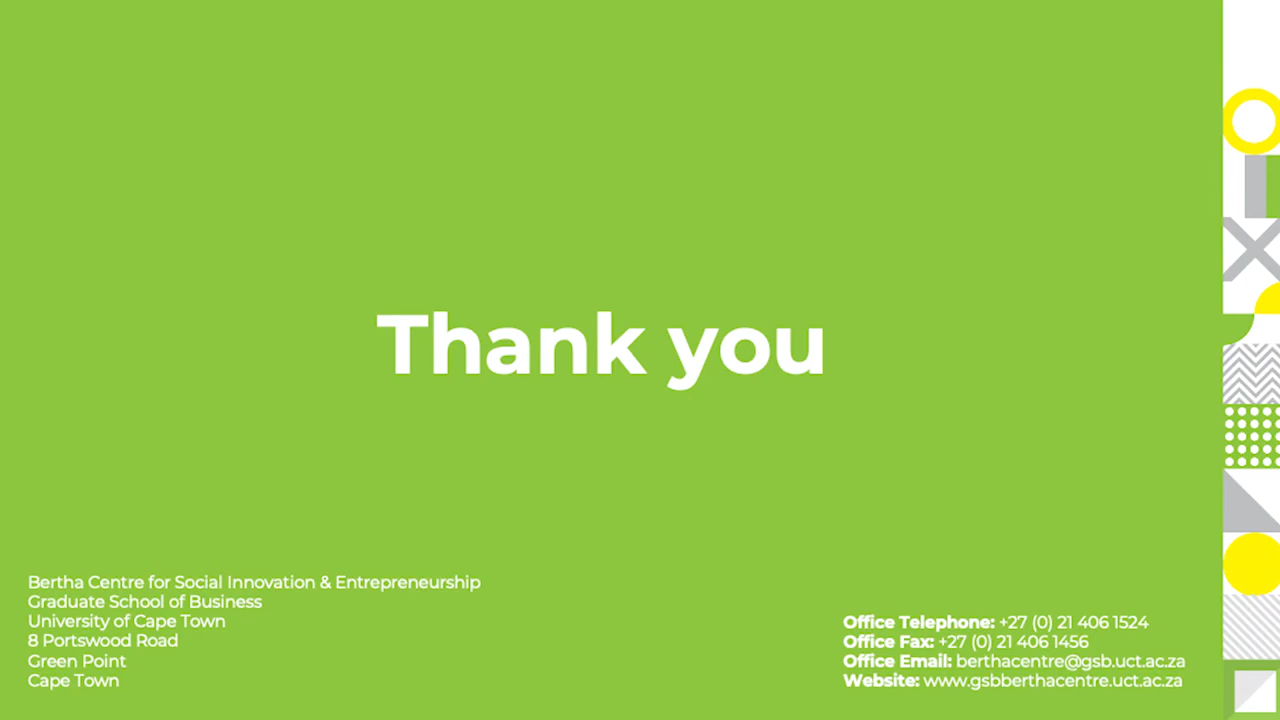 Thank you
Bertha Centre for Social Innovation & Entrepreneurship
Graduate School of Business
University of Cape Town
8 Portswood Road
Green Point
Cape Town
Office Telephone: +27 (0) 21 406 1524
Office Fax: +27 (0) 21 406 1456
Office Email: berthacentre@gsb.uct.ac.za
Website: www.gsbberthacentre.uct.ac.za